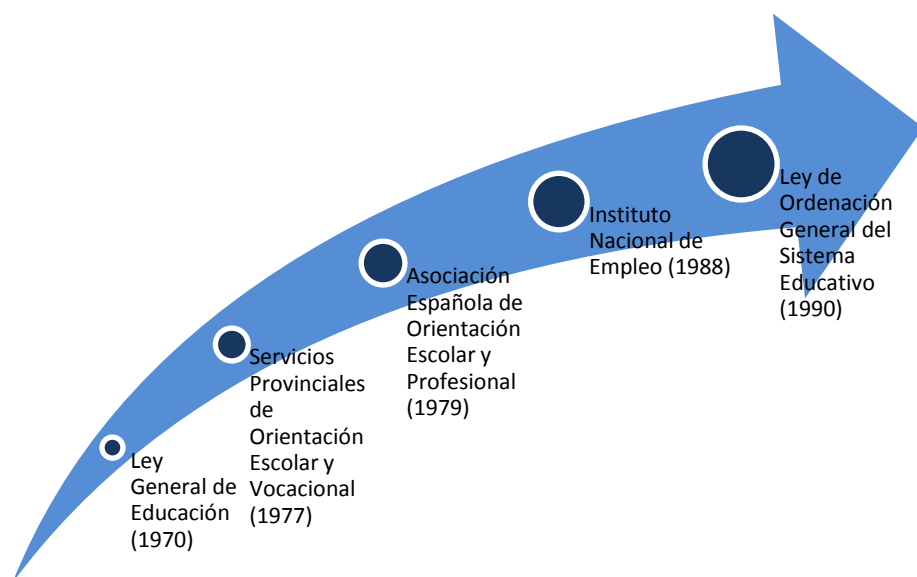 Ley
General de
Educación
(1970)
Servicios
Provinciales
de
Orientación
Escolar y
Vocacional
(1977)
Asociación
Española de
Orientación
Escolar y
Profesional
(1979)
Instituto
Nacional de
Empleo (1988)
Ley de
Ordenación
General del
Sistema
Educativo
(1990)